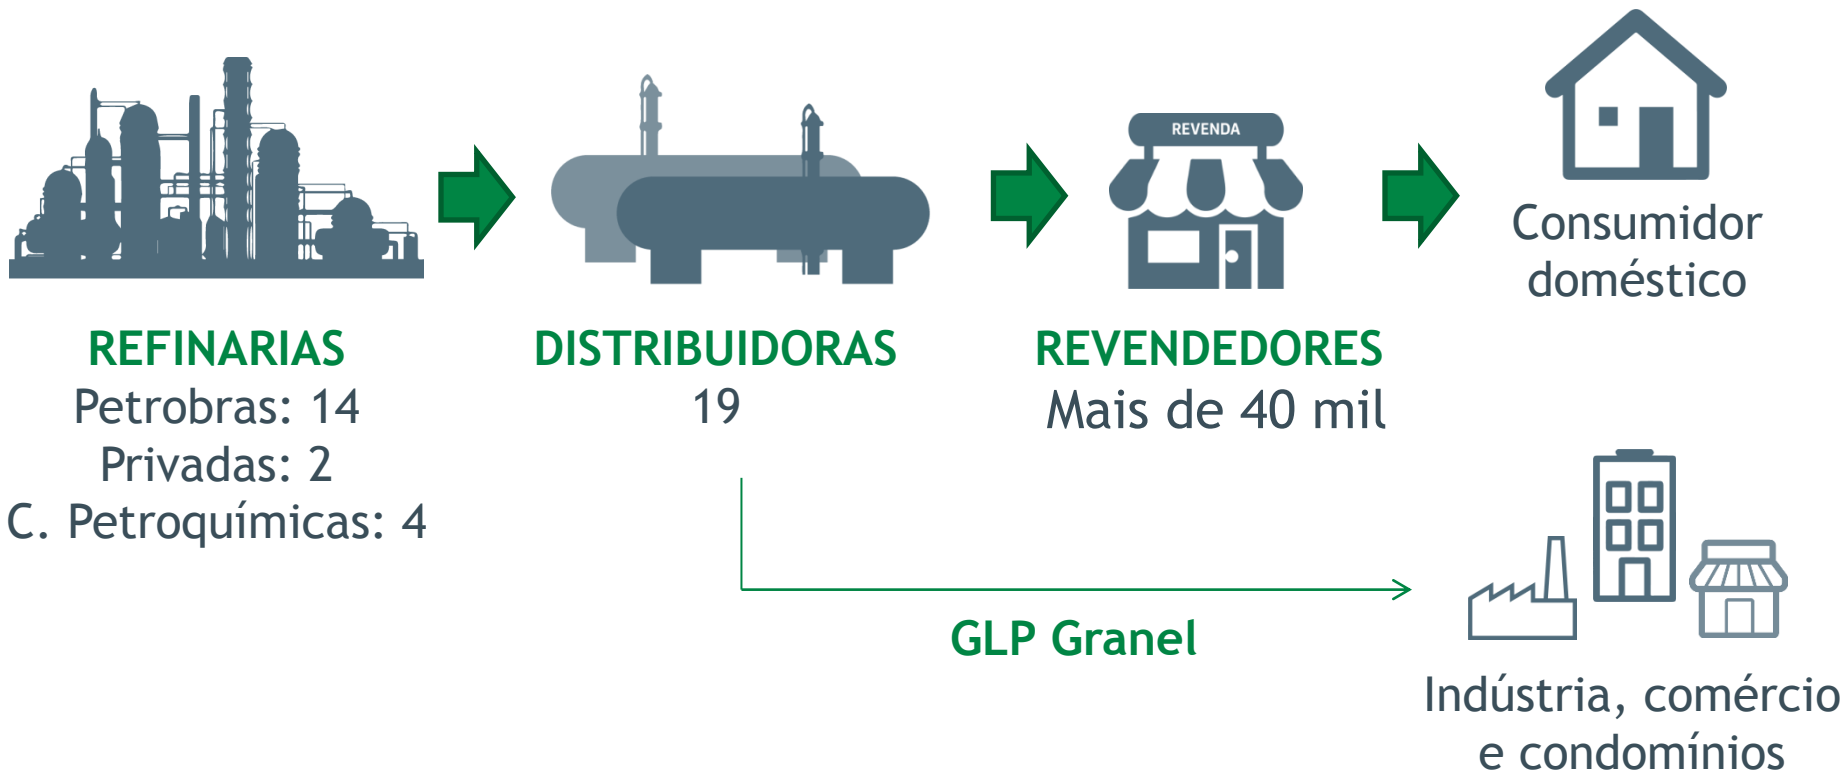 REVENDA
Consumidor
doméstico
REFINARIAS
Petrobras: 14
Privadas: 2
C. Petroquímicas: 4
DISTRIBUIDORAS
19
REVENDEDORES
Mais de 40 mil
GLP Granel
Indústria, comércio
e condomínios